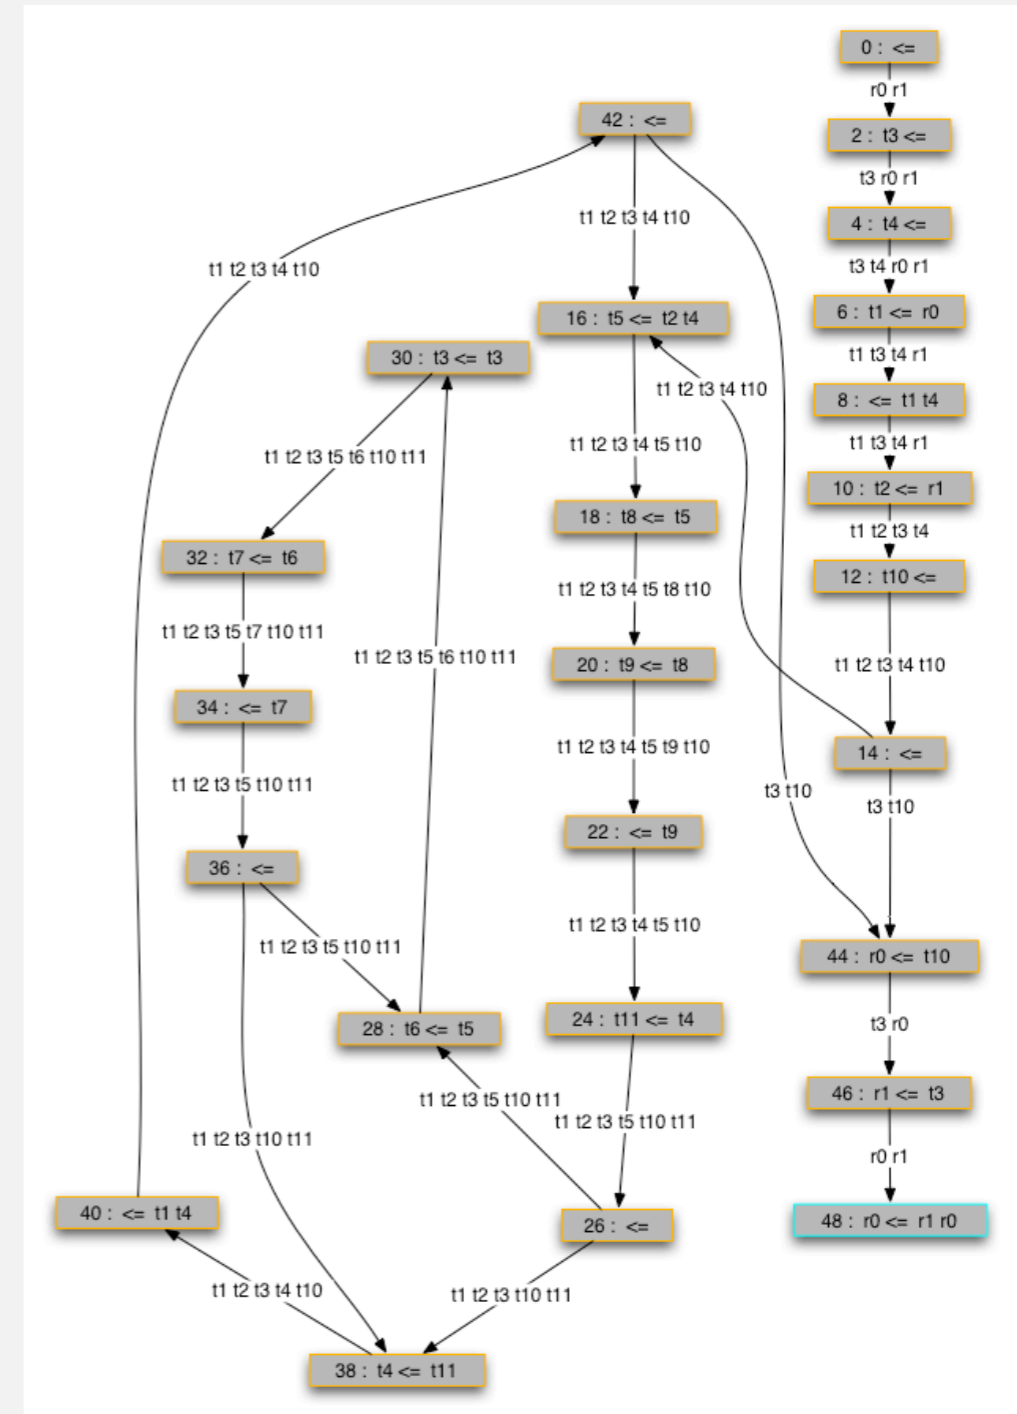 0 : <=
r0 r1
42 : <=
2 : t3 <=
t3 r0 r1
t1 t2 t3 t4 t10
4 : t4 <=
t1 t2 t3 t4 t10
t3 t4 r0 r1
16 : t5 <= t2 t4
6 : t1 <= r0
30 : t3 <= t3
t1 t3 t4 r1
t1 t2 t3 t4 t10
8 : <= t1 t4
t1 t2 t3 t5 t6 t10 t11
t1 t2 t3 t4 t5 t10
t1 t3 t4 r1
10 : t2 <= r1
18 : t8 <= t5
t1 t2 t3 t4
32 : t7 <= t6
12 : t10 <=
t1 t2 t3 t4 t5 t8 t10
t1 t2 t3 t5 t7 t10 t11
t1 t2 t3 t5 t6 t10 t11
20 : t9 <= t8
t1 t2 t3 t4 t10
34 : <= t7
t1 t2 t3 t4 t5 t9 t10
14 : <=
t1 t2 t3 t5 t10 t11
t3 t10
t3 t10
22 : <= t9
36 : <=
t1 t2 t3 t4 t5 t10
t1 t2 t3 t5 t10 t11
44 : r0 <= t10
28 : t6 <= t5
24 : t11 <= t4
t3 r0
t1 t2 t3 t5 t10 t11
46 : r1 <= t3
t1 t2 t3 t5 t10 t11
t1 t2 t3 t10 t11
r0 r1
40 : <= t1 t4
26 : <=
48 : r0 <= r1 r0
t1 t2 t3 t4 t10
t1 t2 t3 t10 t11
38 : t4 <= t11